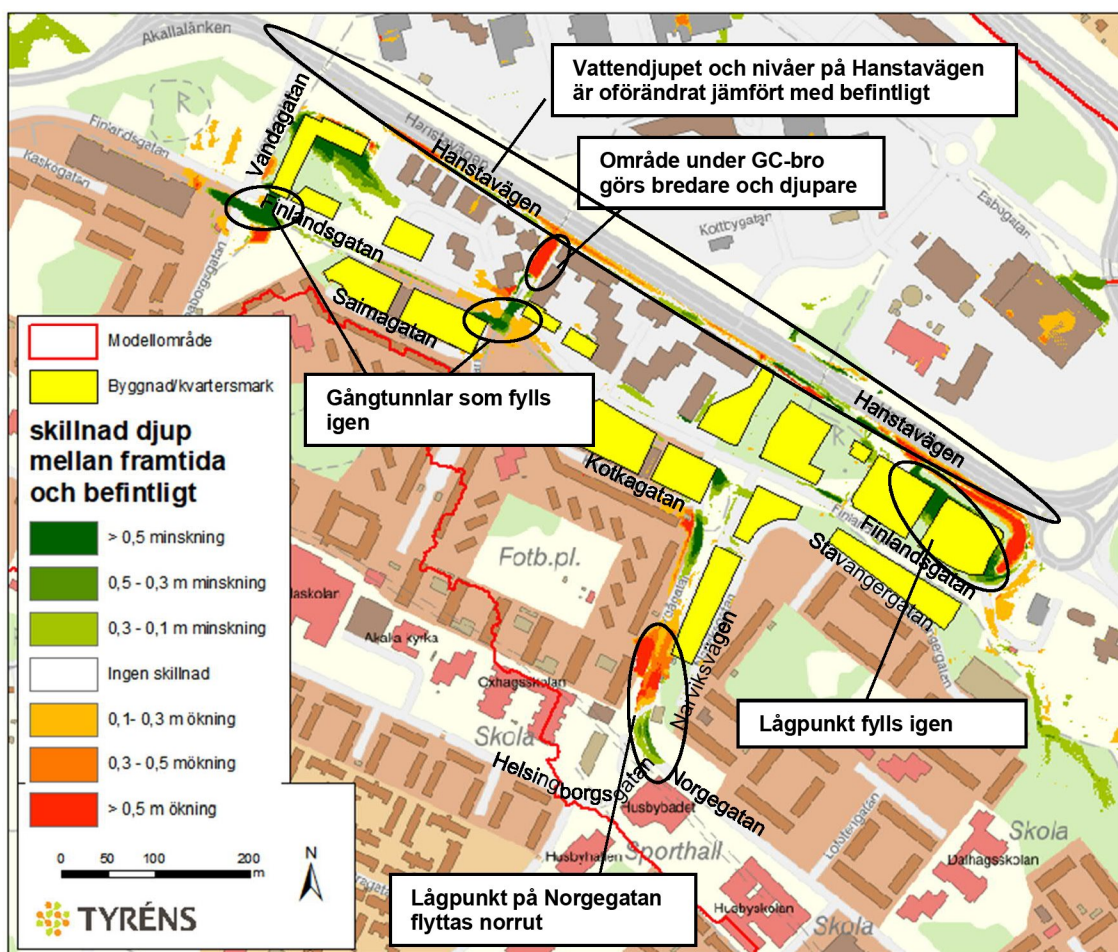 Akallalänken
Vattendjupet och nivåer på Hanstavägen
är oförändrat jämfört med befintligt
Vandagatan
Hanstavägen
Hanstavägen
Område under GC-bro
görs bredare och djupare
Finlandsgatan
Kaskögatan
Finlandsgatan
Kottbygatan
Esbogatan
Saimagatan
Modellområde
Byggnad/kvartersmark
Gångtunnlar som fylls
igen
skillnad djup
mellan framtida
och befintligt
> 0,5 minskning
0,5 - 0,3 m minskning
0,3 - 0,1 m minskning
Ingen skillnad
0,1- 0,3 m ökning
0,3 - 0,5 mökning
> 0,5 m ökning
0 50 100 200
m
N
TYRÉNS
Hanstavägen
Kotkagatan
Finlandsgatan
Stavangergatan
Fotb.pl.
Akalla kyrka
Oxhagsskolan
Skola
Narviksvägen
Lågpunkt fylls igen
Helsingborgsgatan
Norgegatan
Husbybadet
Lofotengatan
Husbyhallen
Sporthall
Skola
Dalhagsskolan
Lågpunkt på Norgegatan
flyttas norrut
Husbyskolan
Skola